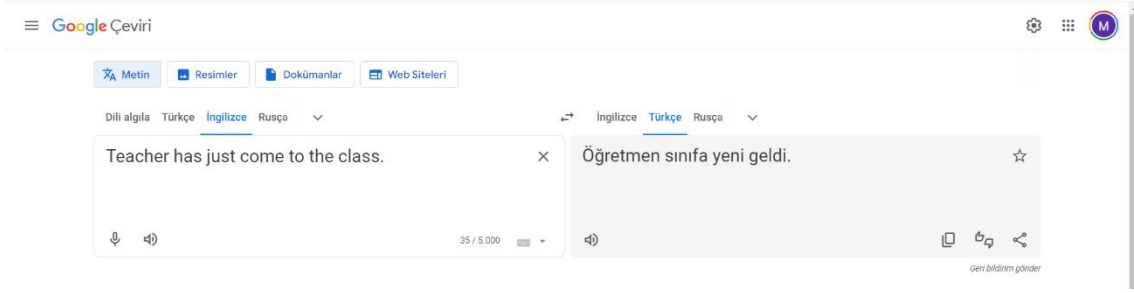 Google Çeviri
M
Metin Resimler Dokümanlar Web Siteleri
Dili algıla Türkçe İngilizce Rusça
İngilizce Türkçe Rusça
Teacher has just come to the class.
Öğretmen sınıfa yeni geldi.
35 / 5.000
Geri bildirim gönder